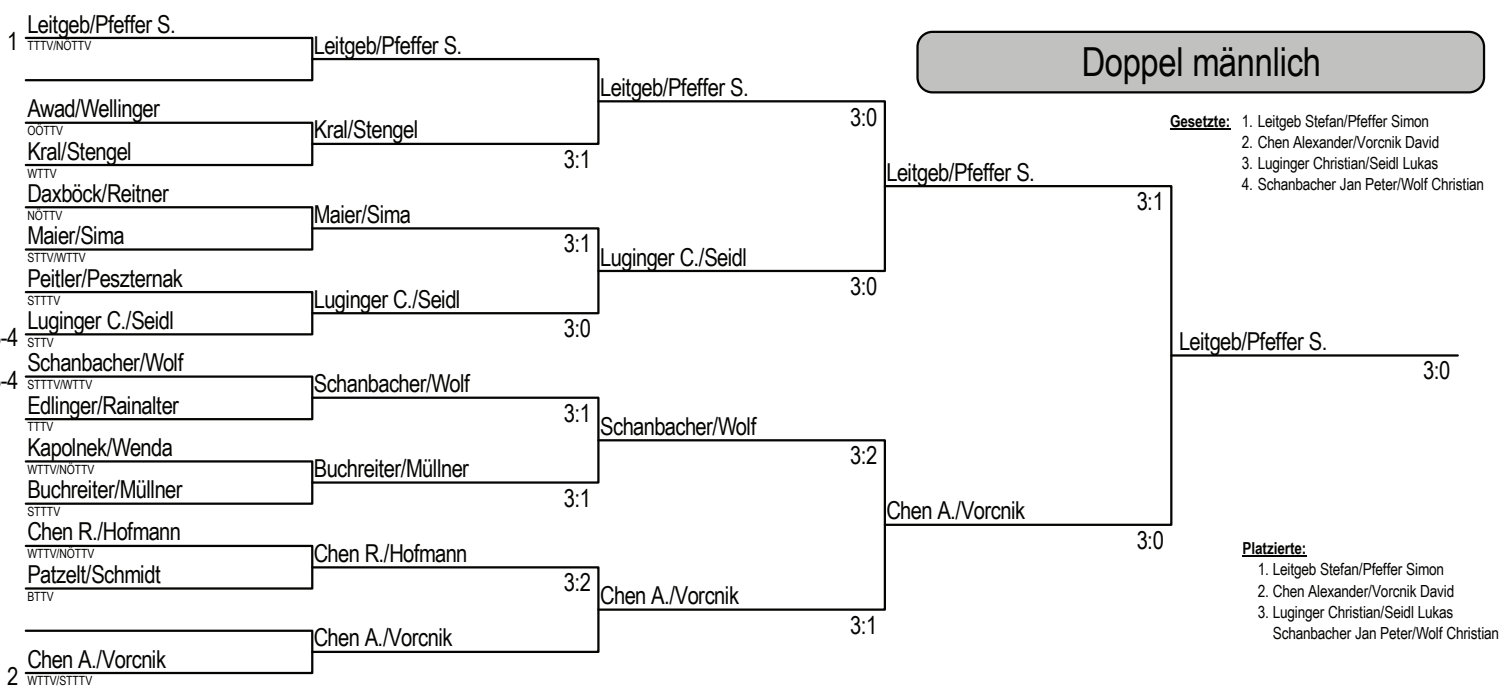 Doppel männlich
Gesetzte: 1. Leitgeb Stefan/Pfeffer Simon
2. Chen Alexander/Vorcnik David
3. Luginger Christian/Seidl Lukas
4. Schanbacher Jan Peter/Wolf Christian
1 Leitgeb/Pfeffer S.
TTTV/NÖTTV
Awad/Wellinger
OÖTTV
Kral/Stengel
WTTV
Daxböck/Reitner
NÖTTV
Maier/Sima
STTV/WTTV
Peitler/Peszternak
STTTV
-4 Luginger C./Seidl
STTV
-4 Schanbacher/Wolf
STTTV/WTTV
Edlinger/Rainalter
TTTV
Kapolnek/Wenda
WTTV/NÖTTV
Buchreiter/Müllner
STTTV
Chen R./Hofmann
WTTV/NÖTTV
Patzelt/Schmidt
BTTV
2 Chen A./Vorcnik
WTTV/STTTV
Leitgeb/Pfeffer S.
Kral/Stengel
3:1
Maier/Sima
3:1
Luginger C./Seidl
3:0
Schanbacher/Wolf
3:1
Buchreiter/Müllner
3:1
Chen R./Hofmann
3:2
Chen A./Vorcnik
Leitgeb/Pfeffer S.
3:0
Luginger C./Seidl
3:0
Schanbacher/Wolf
3:2
Chen A./Vorcnik
3:1
Leitgeb/Pfeffer S.
3:1
Chen A./Vorcnik
3:0
Leitgeb/Pfeffer S.
3:0
Platzierte:
1. Leitgeb Stefan/Pfeffer Simon
2. Chen Alexander/Vorcnik David
3. Luginger Christian/Seidl Lukas
Schanbacher Jan Peter/Wolf Christian